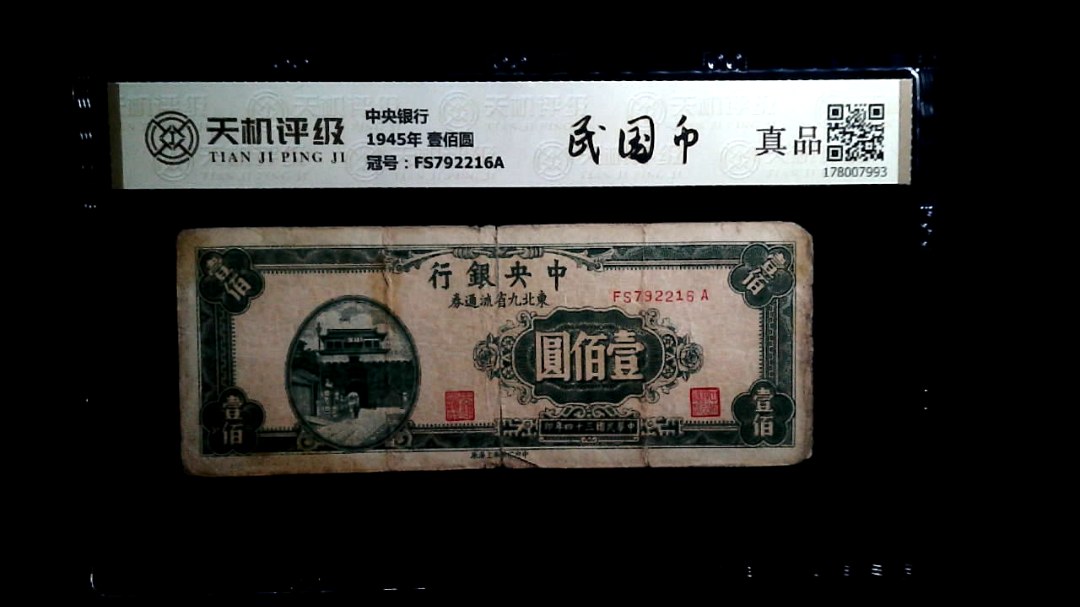 天机评级
TIAN JI PING JI
中央银行
1945年 壹佰圆
冠号：FS792216A
民国币
真品
178007993
壹佰
行銀央中
券通流省九北東
FS792216 A
壹佰
圓佰壹
壹佰
印年四十三國民華中
壹佰